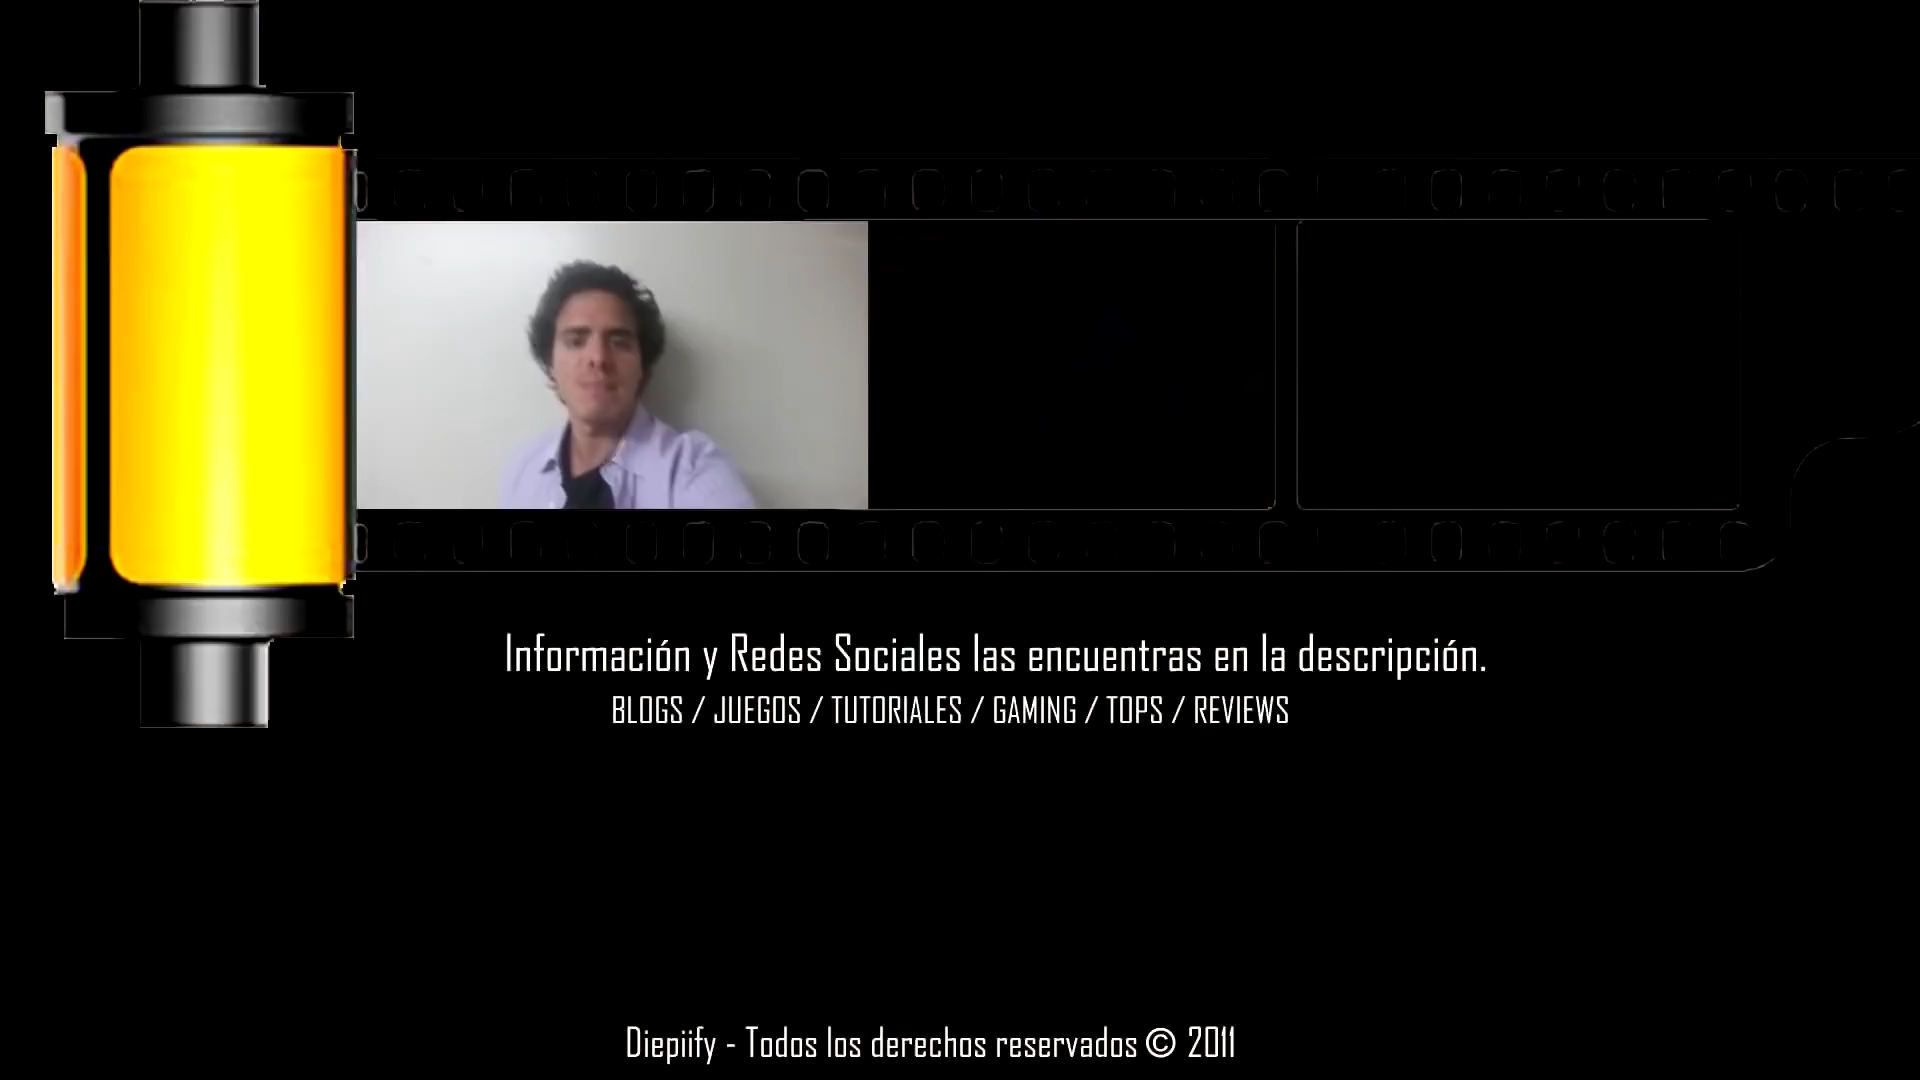 Información y Redes Sociales las encuentras en la descripción.
BLOGS / JUEGOS / TUTORIALES / GAMING / TOPS / REVIEWS
Diepiify - Todos los derechos reservados © 2011